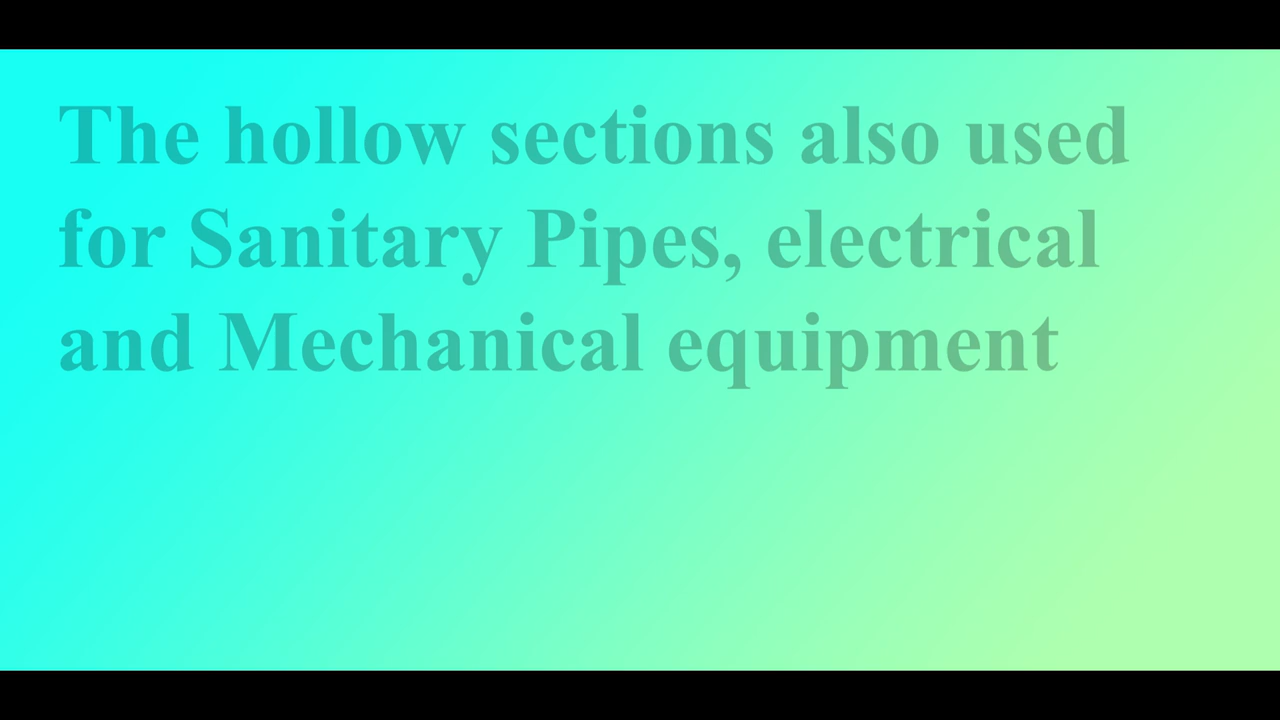 The hollow sections also used
for Sanitary Pipes, electrical
and Mechanical equipment